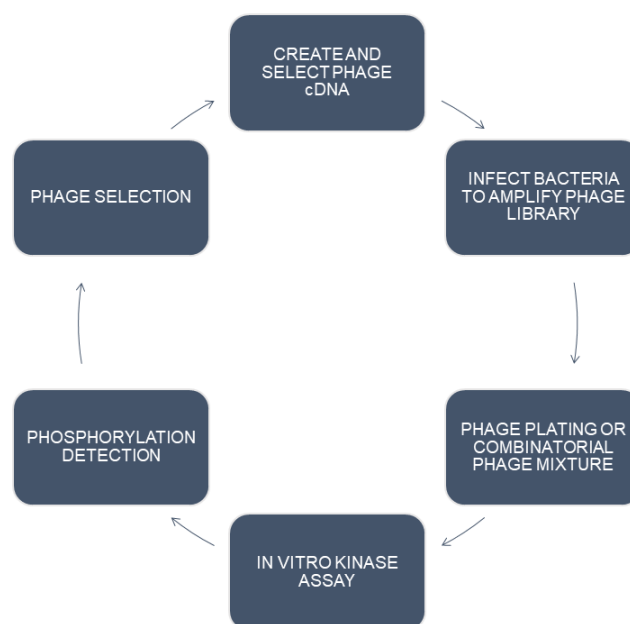 CREATE AND
SELECT PHAGE
cDNA
INFECT BACTERIA
TO AMPLIFY PHAGE
LIBRARY
PHAGE PLATING OR
COMBINATORIAL
PHAGE MIXTURE
IN VITRO KINASE
ASSAY
PHOSPHORYLATION
DETECTION
PHAGE SELECTION